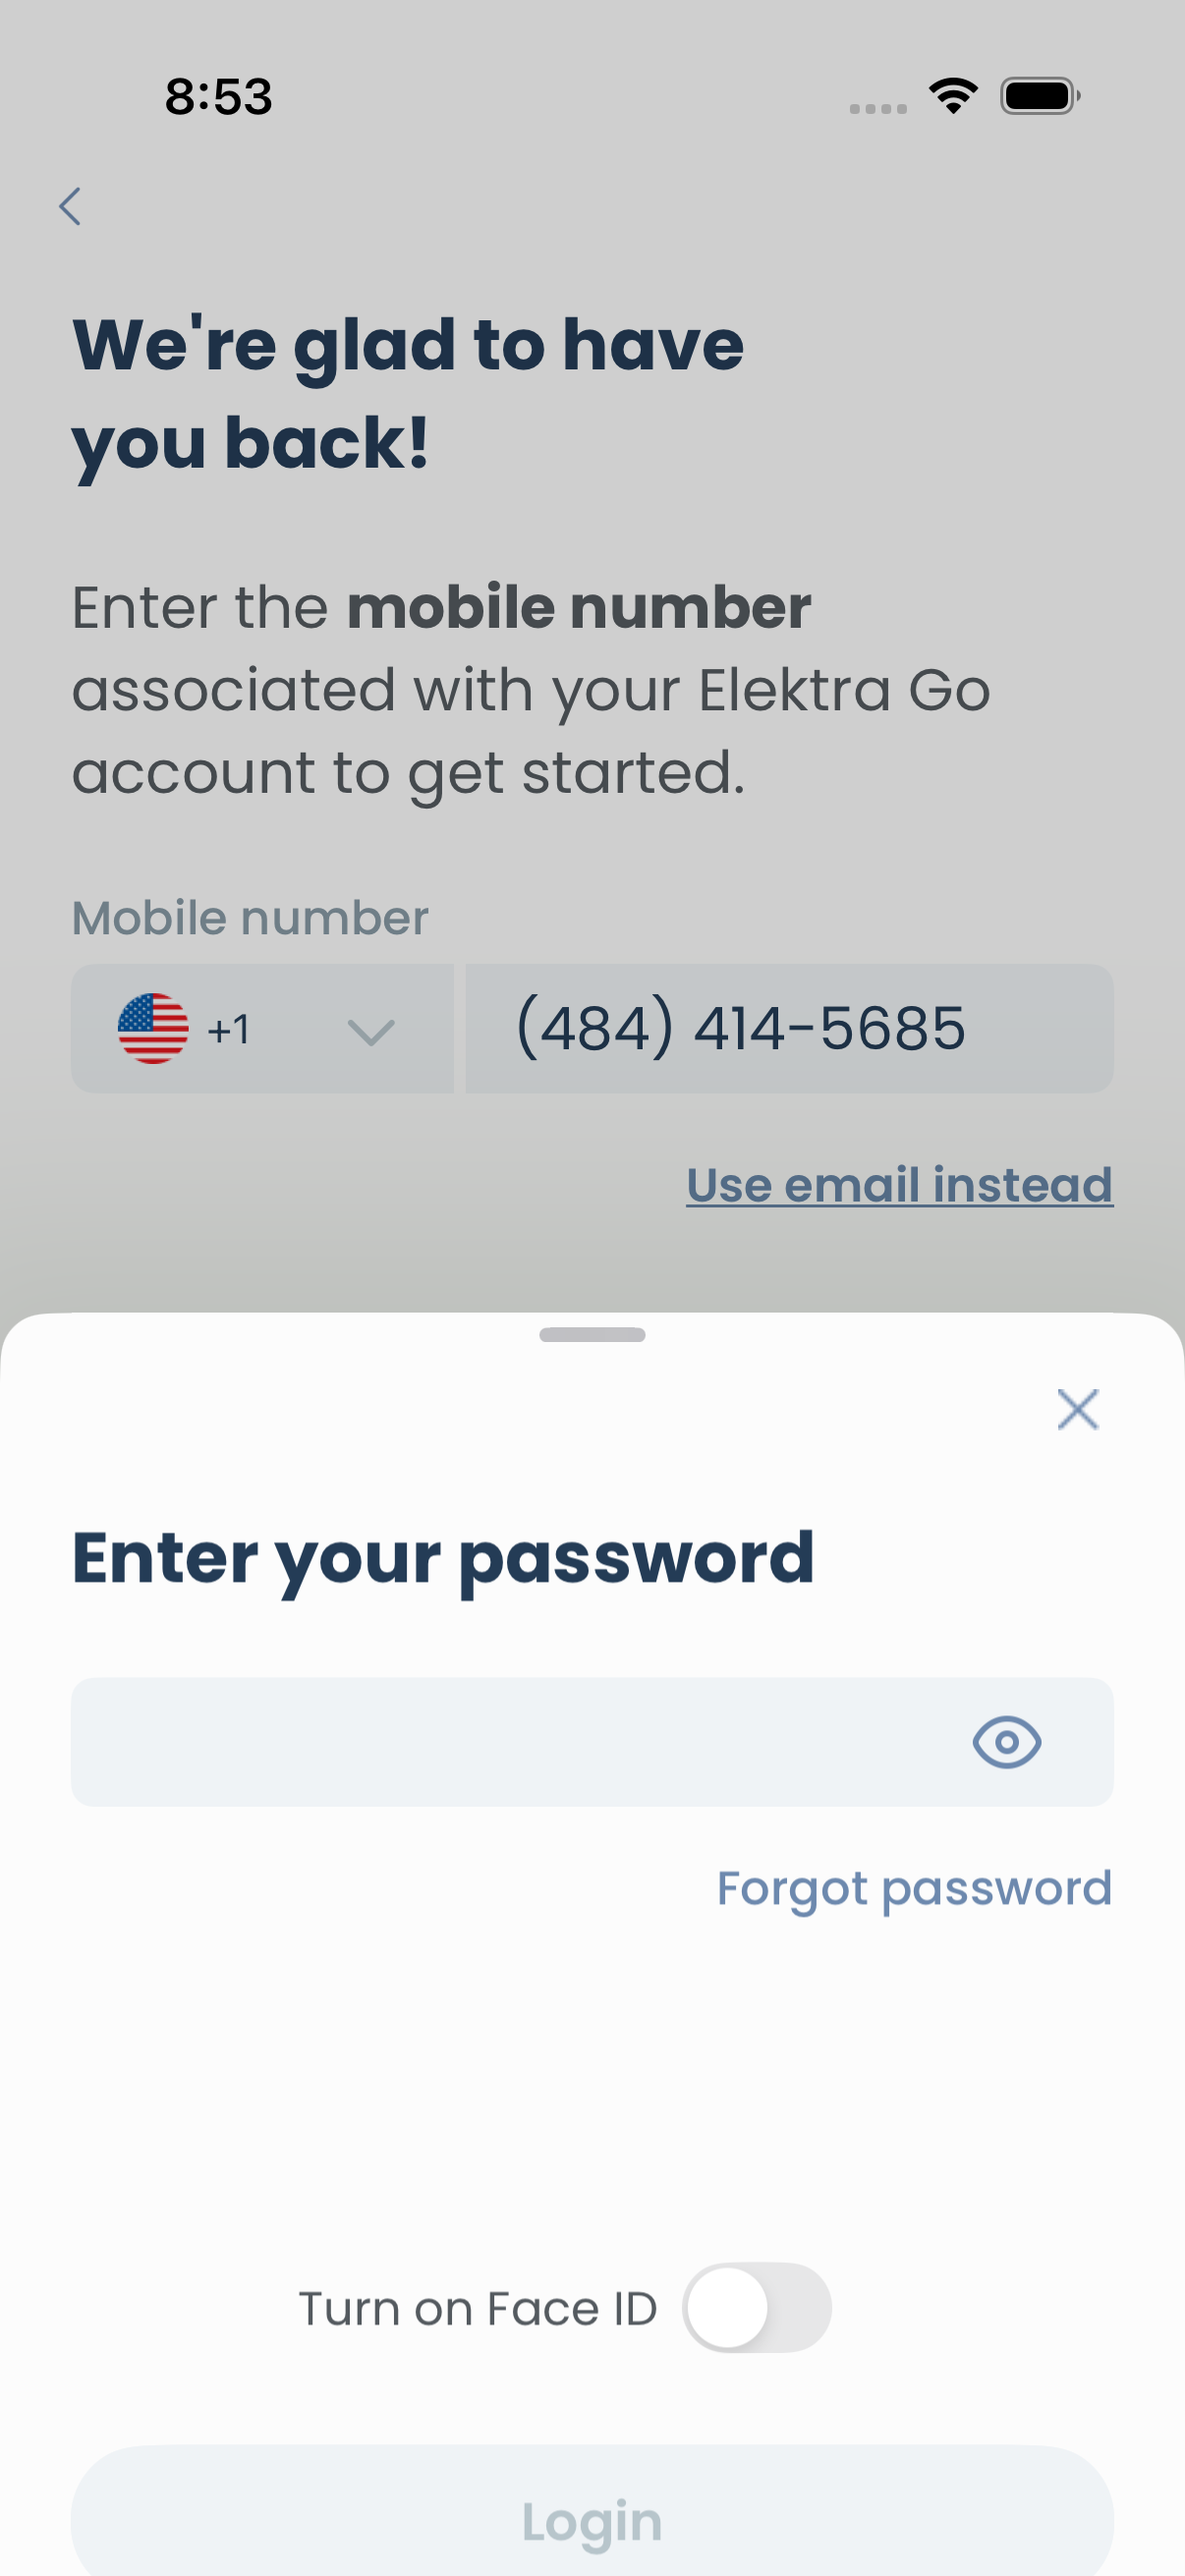 8:53
We're glad to have
you back!
Enter the mobile number
associated with your Elektra Go
account to get started.
Mobile number
+1
(484) 414-5685
Use email instead
Enter your password
Forgot password
Turn on Face ID
Login